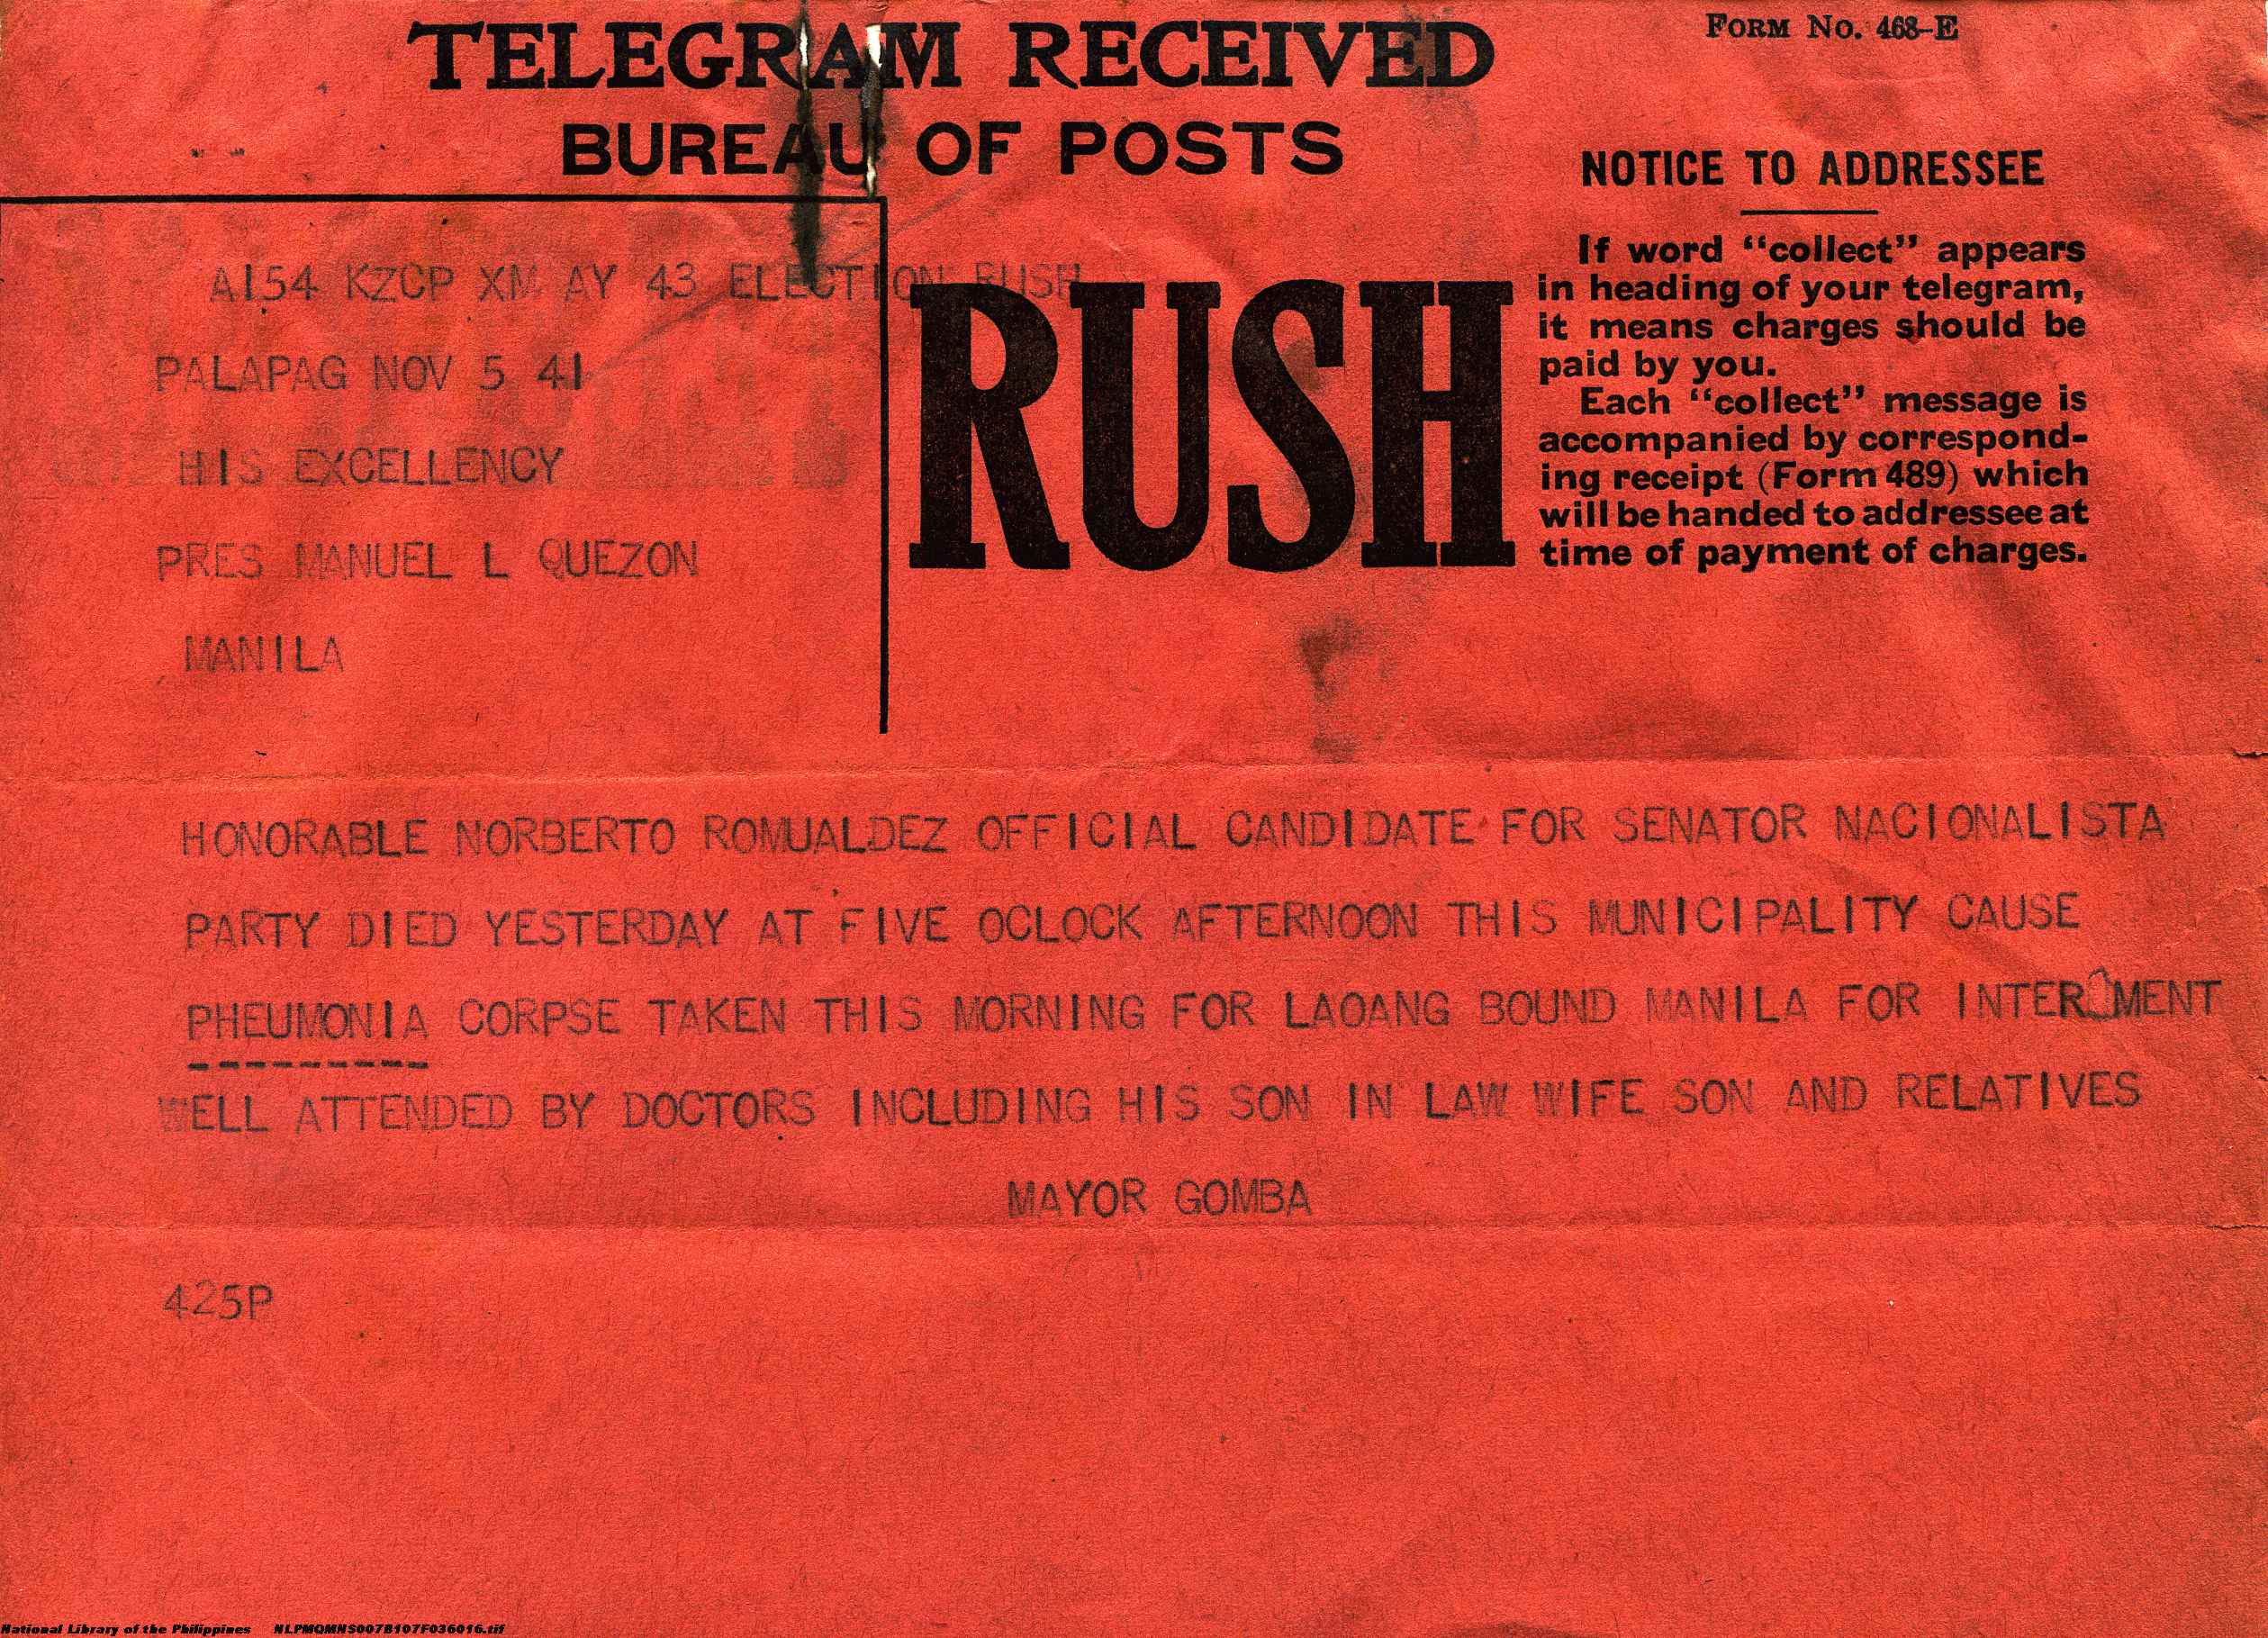 FORM NO. 468-E
TELEGRAM RECEIVED
BUREAU OF POSTS
NOTICE TO ADDRESSEE
If word "collect" appears
in heading of your telegram,
it means charges should be
paid by you.
Each "collect" message is
accompanied by correspond-
ing receipt (Form 489) which
will be handed to addressee at
time of payment of charges.
RUSH
A154 KZCP XM AY 43 ELECTION RUSH
PALAPAG NOV 5 41
HIS EXCELLENCY
PRES MANUEL L QUEZON
MANILA
HONORABLE NORBERTO ROMUALDEZ OFFICIAL CANDIDATE FOR SENATOR NACIONALISTA
PARTY DIED YESTERDAY AT FIVE OCLOCK AFTERNOON THIS MUNICIPALITY CAUSE
PHEUMONIA CORPSE TAKEN THIS MORNING FOR LAOANG BOUND MANILA FOR INTERMENT
WELL ATTENDED BY DOCTORS INCLUDING HIS SON IN LAW WIFE SON AND RELATIVES
MAYOR GOMBA
425P
National Library of the Philippines NLPMQMNS007B107F036016.tif